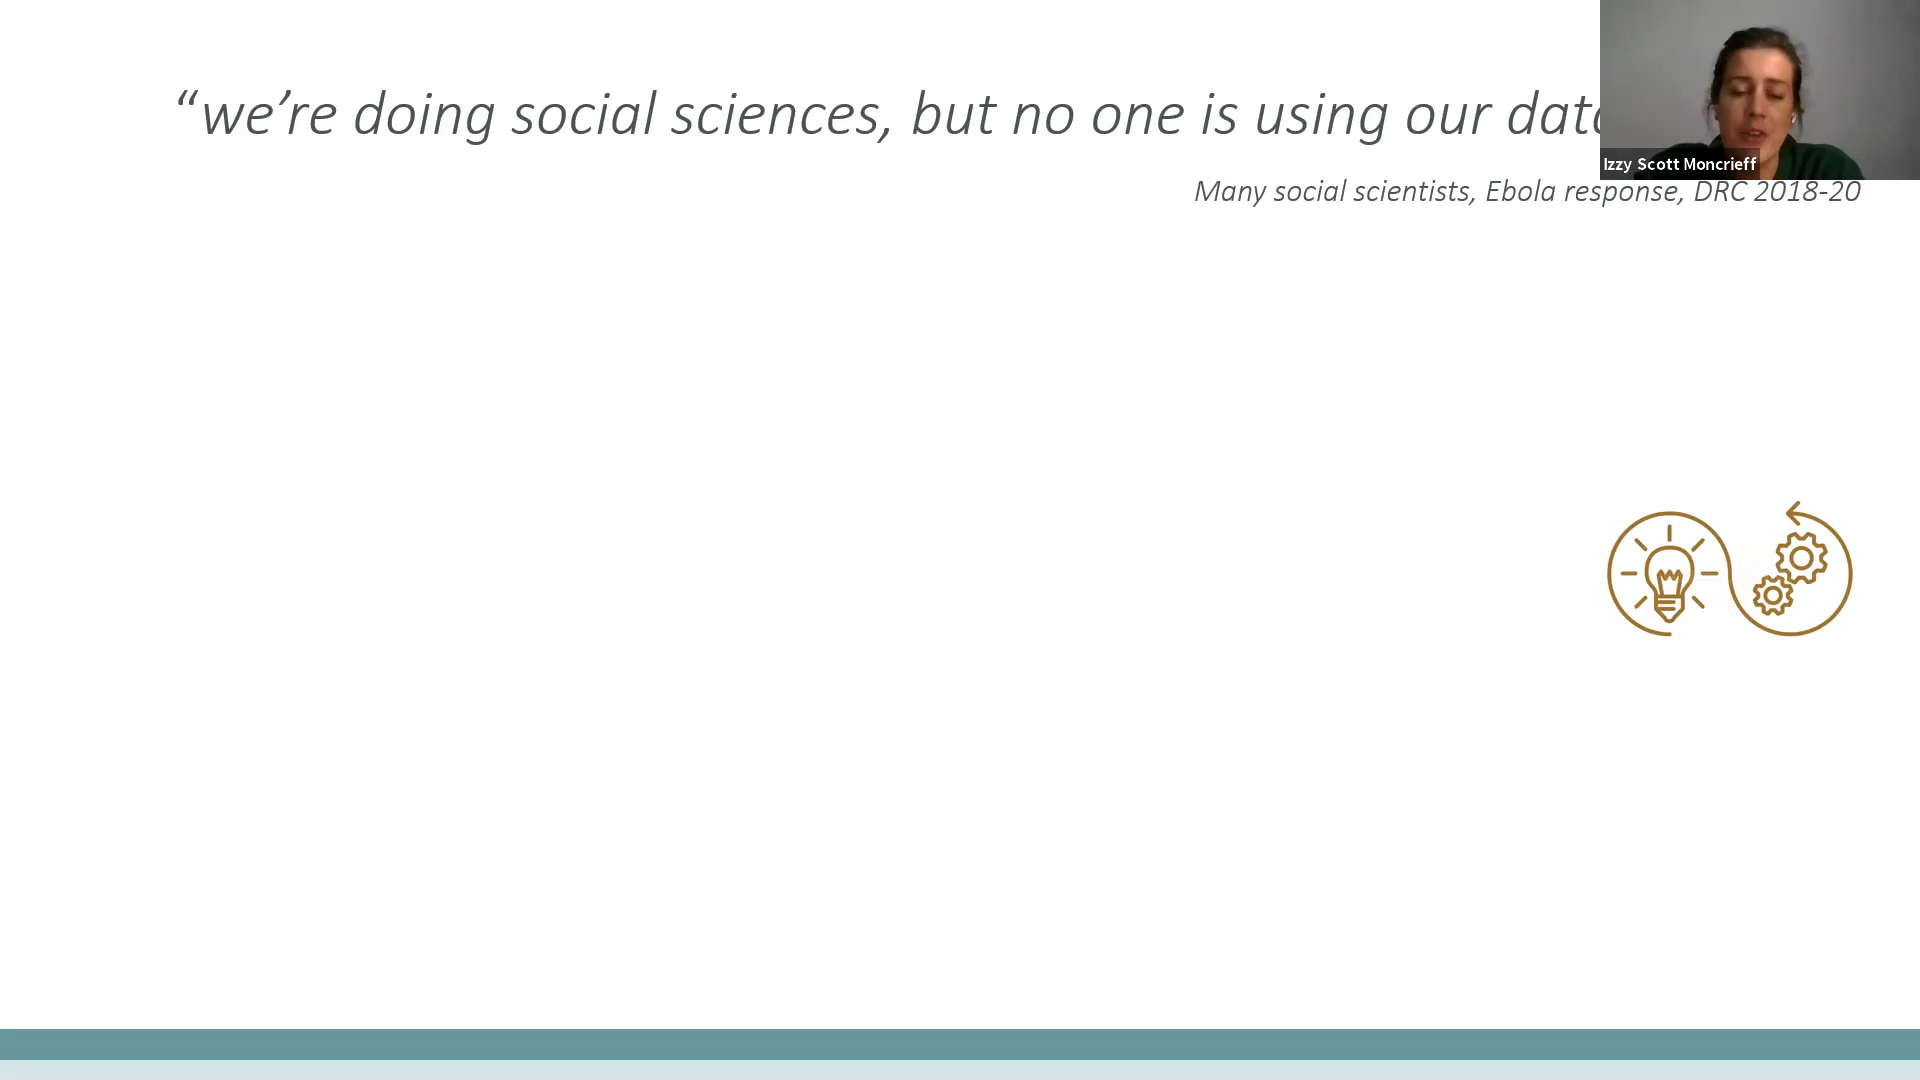 “we’re doing social sciences, but no one is using our data
Izzy Scott Moncrieff
Many social scientists, Ebola response, DRC 2018-20